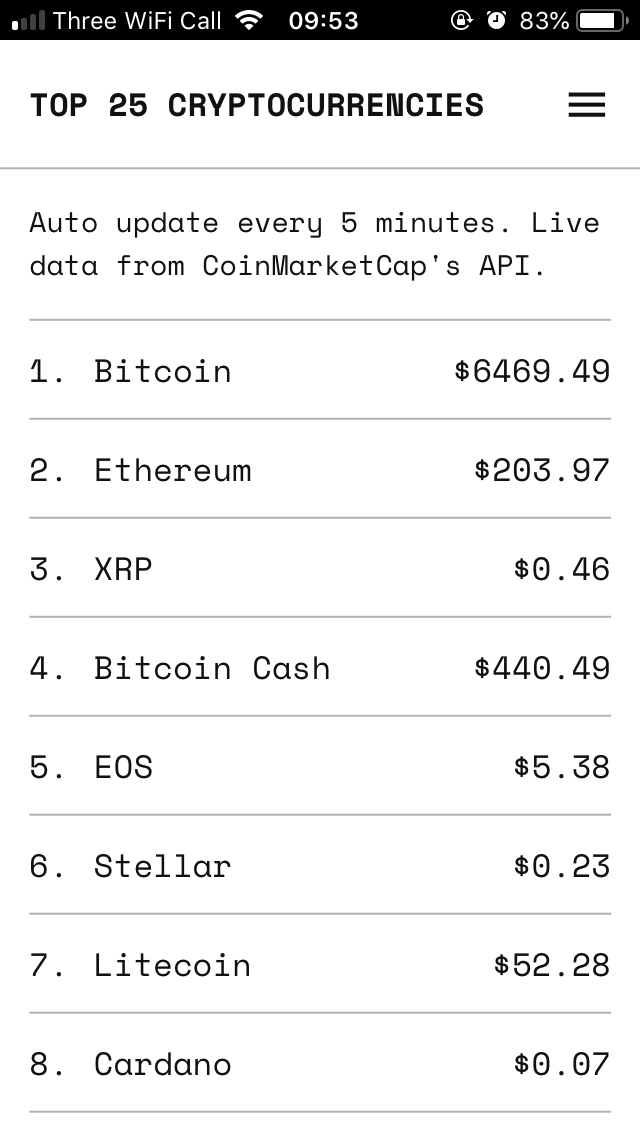 Three WiFi Call 09:53 83%
TOP 25 CRYPTOCURRENCIES
Auto update every 5 minutes. Live
data from CoinMarketCap's API.
1. Bitcoin $6469.49
2. Ethereum $203.97
3. XRP $0.46
4. Bitcoin Cash $440.49
5. EOS $5.38
6. Stellar $0.23
7. Litecoin $52.28
8. Cardano $0.07